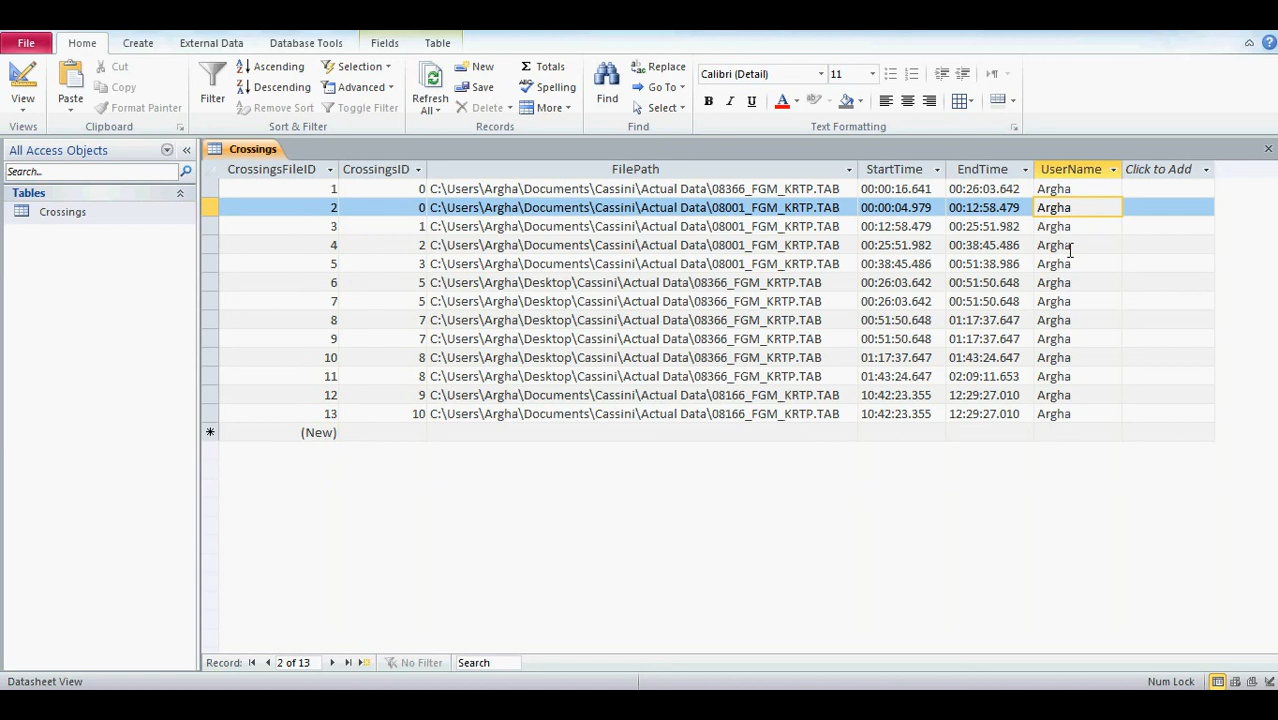 File Home Create External Data Database Tools Fields Table
View Paste Cut Copy Format Painter Filter Ascending Descending Remove Sort Selection Advanced Toggle Filter Refresh All New Save Delete Totals Spelling More Find Replace Go To Select Calibri (Detail) 11 B I U A
Views Clipboard Sort & Filter Records Find Text Formatting
All Access Objects Crossings
Search...
Tables
Crossings
CrossingsFileID CrossingsID FilePath StartTime EndTime UserName Click to Add
1 0 C:\Users\Argha\Documents\Cassini\Actual Data\08366_FGM_KRTP.TAB 00:00:16.641 00:26:03.642 Argha
2 0 C:\Users\Argha\Documents\Cassini\Actual Data\08001_FGM_KRTP.TAB 00:00:04.979 00:12:58.479 Argha
3 1 C:\Users\Argha\Documents\Cassini\Actual Data\08001_FGM_KRTP.TAB 00:12:58.479 00:25:51.982 Argha
4 2 C:\Users\Argha\Documents\Cassini\Actual Data\08001_FGM_KRTP.TAB 00:25:51.982 00:38:45.486 Argha
5 3 C:\Users\Argha\Documents\Cassini\Actual Data\08001_FGM_KRTP.TAB 00:38:45.486 00:51:38.986 Argha
6 5 C:\Users\Argha\Desktop\Cassini\Actual Data\08366_FGM_KRTP.TAB 00:26:03.642 00:51:50.648 Argha
7 5 C:\Users\Argha\Desktop\Cassini\Actual Data\08366_FGM_KRTP.TAB 00:26:03.642 00:51:50.648 Argha
8 7 C:\Users\Argha\Desktop\Cassini\Actual Data\08366_FGM_KRTP.TAB 00:51:50.648 01:17:37.647 Argha
9 7 C:\Users\Argha\Desktop\Cassini\Actual Data\08366_FGM_KRTP.TAB 00:51:50.648 01:17:37.647 Argha
10 8 C:\Users\Argha\Desktop\Cassini\Actual Data\08366_FGM_KRTP.TAB 01:17:37.647 01:43:24.647 Argha
11 8 C:\Users\Argha\Desktop\Cassini\Actual Data\08366_FGM_KRTP.TAB 01:43:24.647 02:09:11.653 Argha
12 9 C:\Users\Argha\Documents\Cassini\Actual Data\08166_FGM_KRTP.TAB 10:42:23.355 12:29:27.010 Argha
13 10 C:\Users\Argha\Documents\Cassini\Actual Data\08166_FGM_KRTP.TAB 10:42:23.355 12:29:27.010 Argha
(New)
Record: 2 of 13 No Filter Search
Datasheet View Num Lock